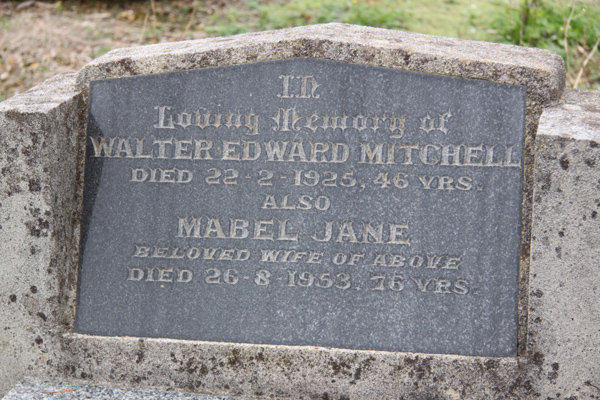 In
Loving Memory of
WALTER EDWARD MITCHELL
DIED 22-2-1925, 46 YRS.
ALSO
MABEL JANE
BELOVED WIFE OF ABOVE
DIED 26-8-1953. 76 YRS.